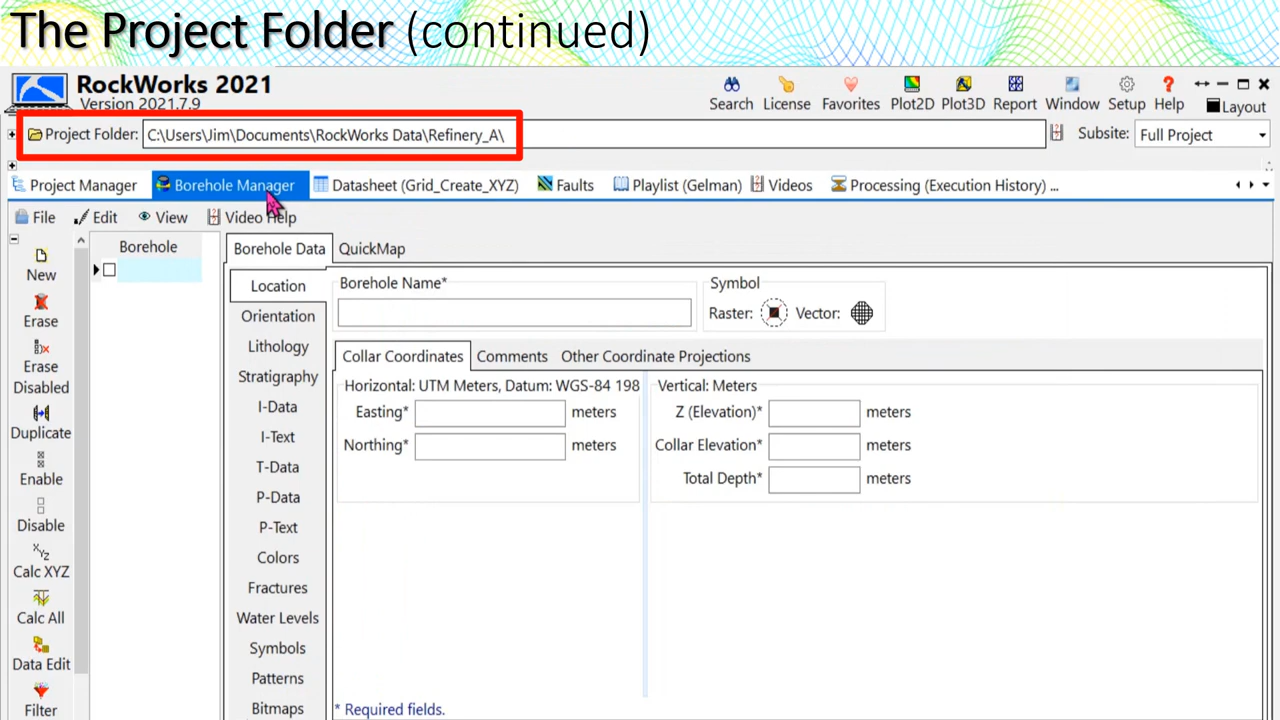 The Project Folder (continued)
RockWorks 2021
Version 2021.7.9
Search License Favorites Plot2D Plot3D Report Window Setup Help Layout
Project Folder: C:\Users\Jim\Documents\RockWorks Data\Refinery_A\ Subsite: Full Project
Project Manager Borehole Manager Datasheet (Grid_Create_XYZ) Faults Playlist (Gelman) Videos Processing (Execution History) ...
File Edit View Video Help
New
Erase
Erase
Disabled
Duplicate
Enable
Disable
Calc XYZ
Calc All
Data Edit
Filter
Borehole
Borehole Data QuickMap
Location
Orientation
Lithology
Stratigraphy
I-Data
I-Text
T-Data
P-Data
P-Text
Colors
Fractures
Water Levels
Symbols
Patterns
Bitmaps
Borehole Name*
Symbol
Raster: Vector:
Collar Coordinates Comments Other Coordinate Projections
Horizontal: UTM Meters, Datum: WGS-84 198
Easting* meters
Northing* meters
Vertical: Meters
Z (Elevation)* meters
Collar Elevation* meters
Total Depth* meters
* Required fields.